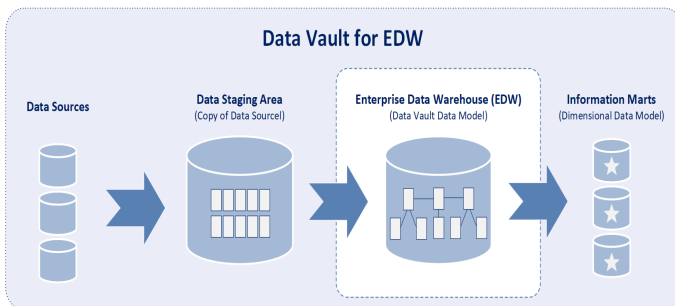 Data Vault for EDW
Data Sources
Data Staging Area
(Copy of Data Sourcel)
Enterprise Data Warehouse (EDW)
(Data Vault Data Model)
Information Marts
(Dimensional Data Model)